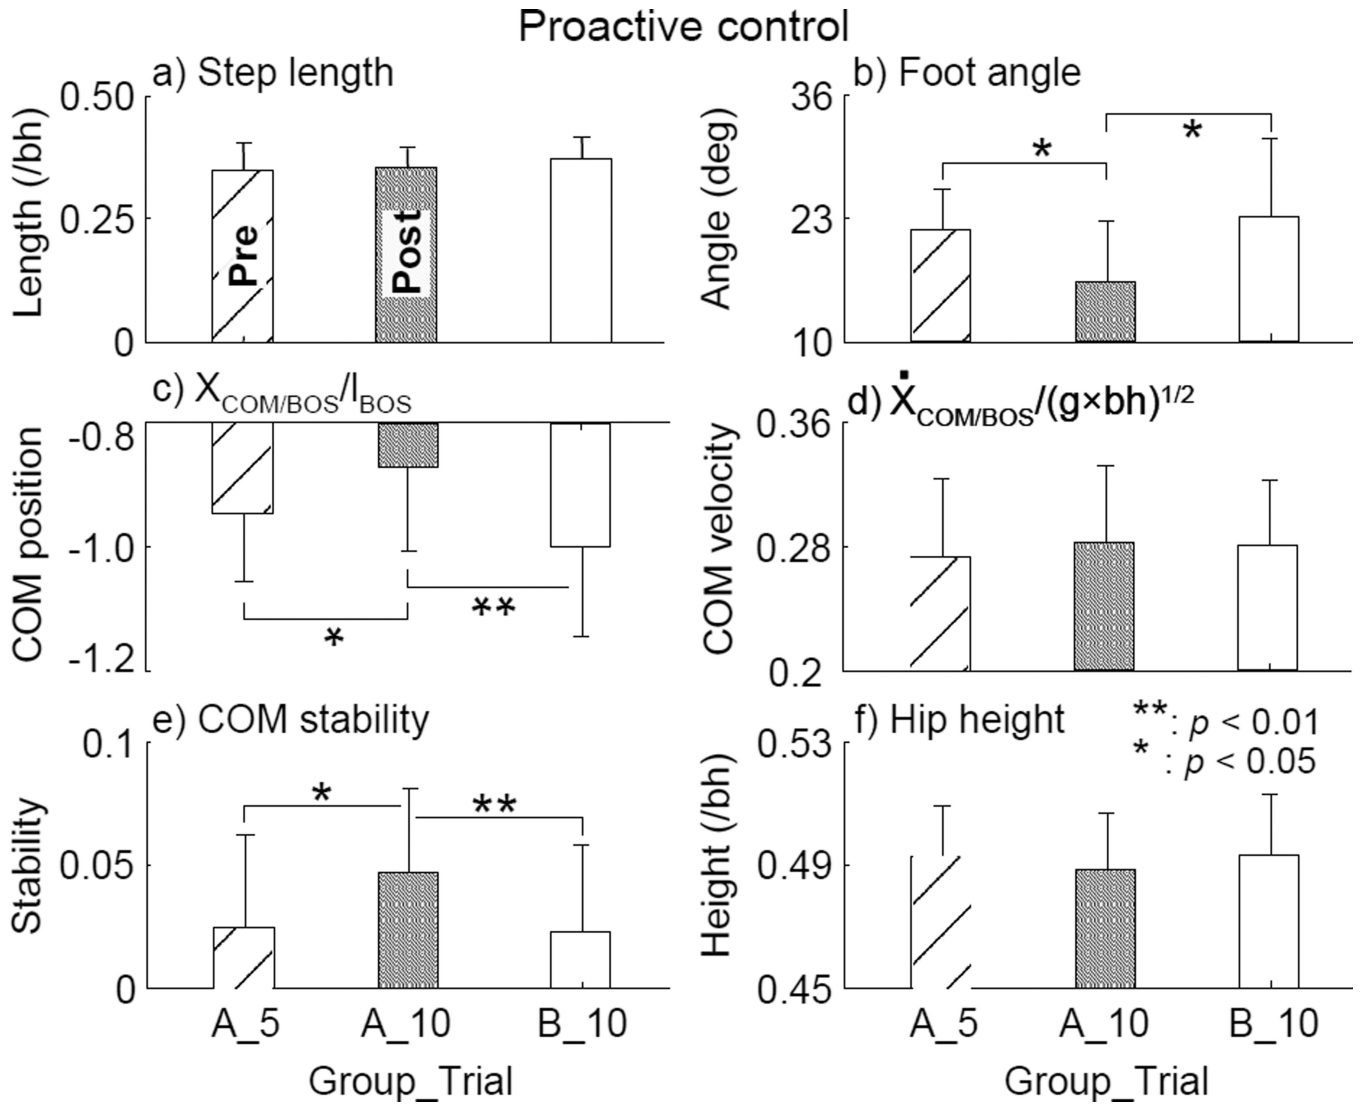 Proactive control
a) Step length
Length (/bh)
0.50
0.25
0
Pre
Post
b) Foot angle
Angle (deg)
36
23
10
*
*
c) X_COM/BOS/l_BOS
COM position
-0.8
-1.0
-1.2
*
**
d) Ẋ_COM/BOS/(g×bh)^1/2
COM velocity
0.36
0.28
0.2
e) COM stability
Stability
0.1
0.05
0
*
**
A_5 A_10 B_10
Group_Trial
f) Hip height
Height (/bh)
0.53
0.49
0.45
**: p < 0.01
* : p < 0.05
A_5 A_10 B_10
Group_Trial